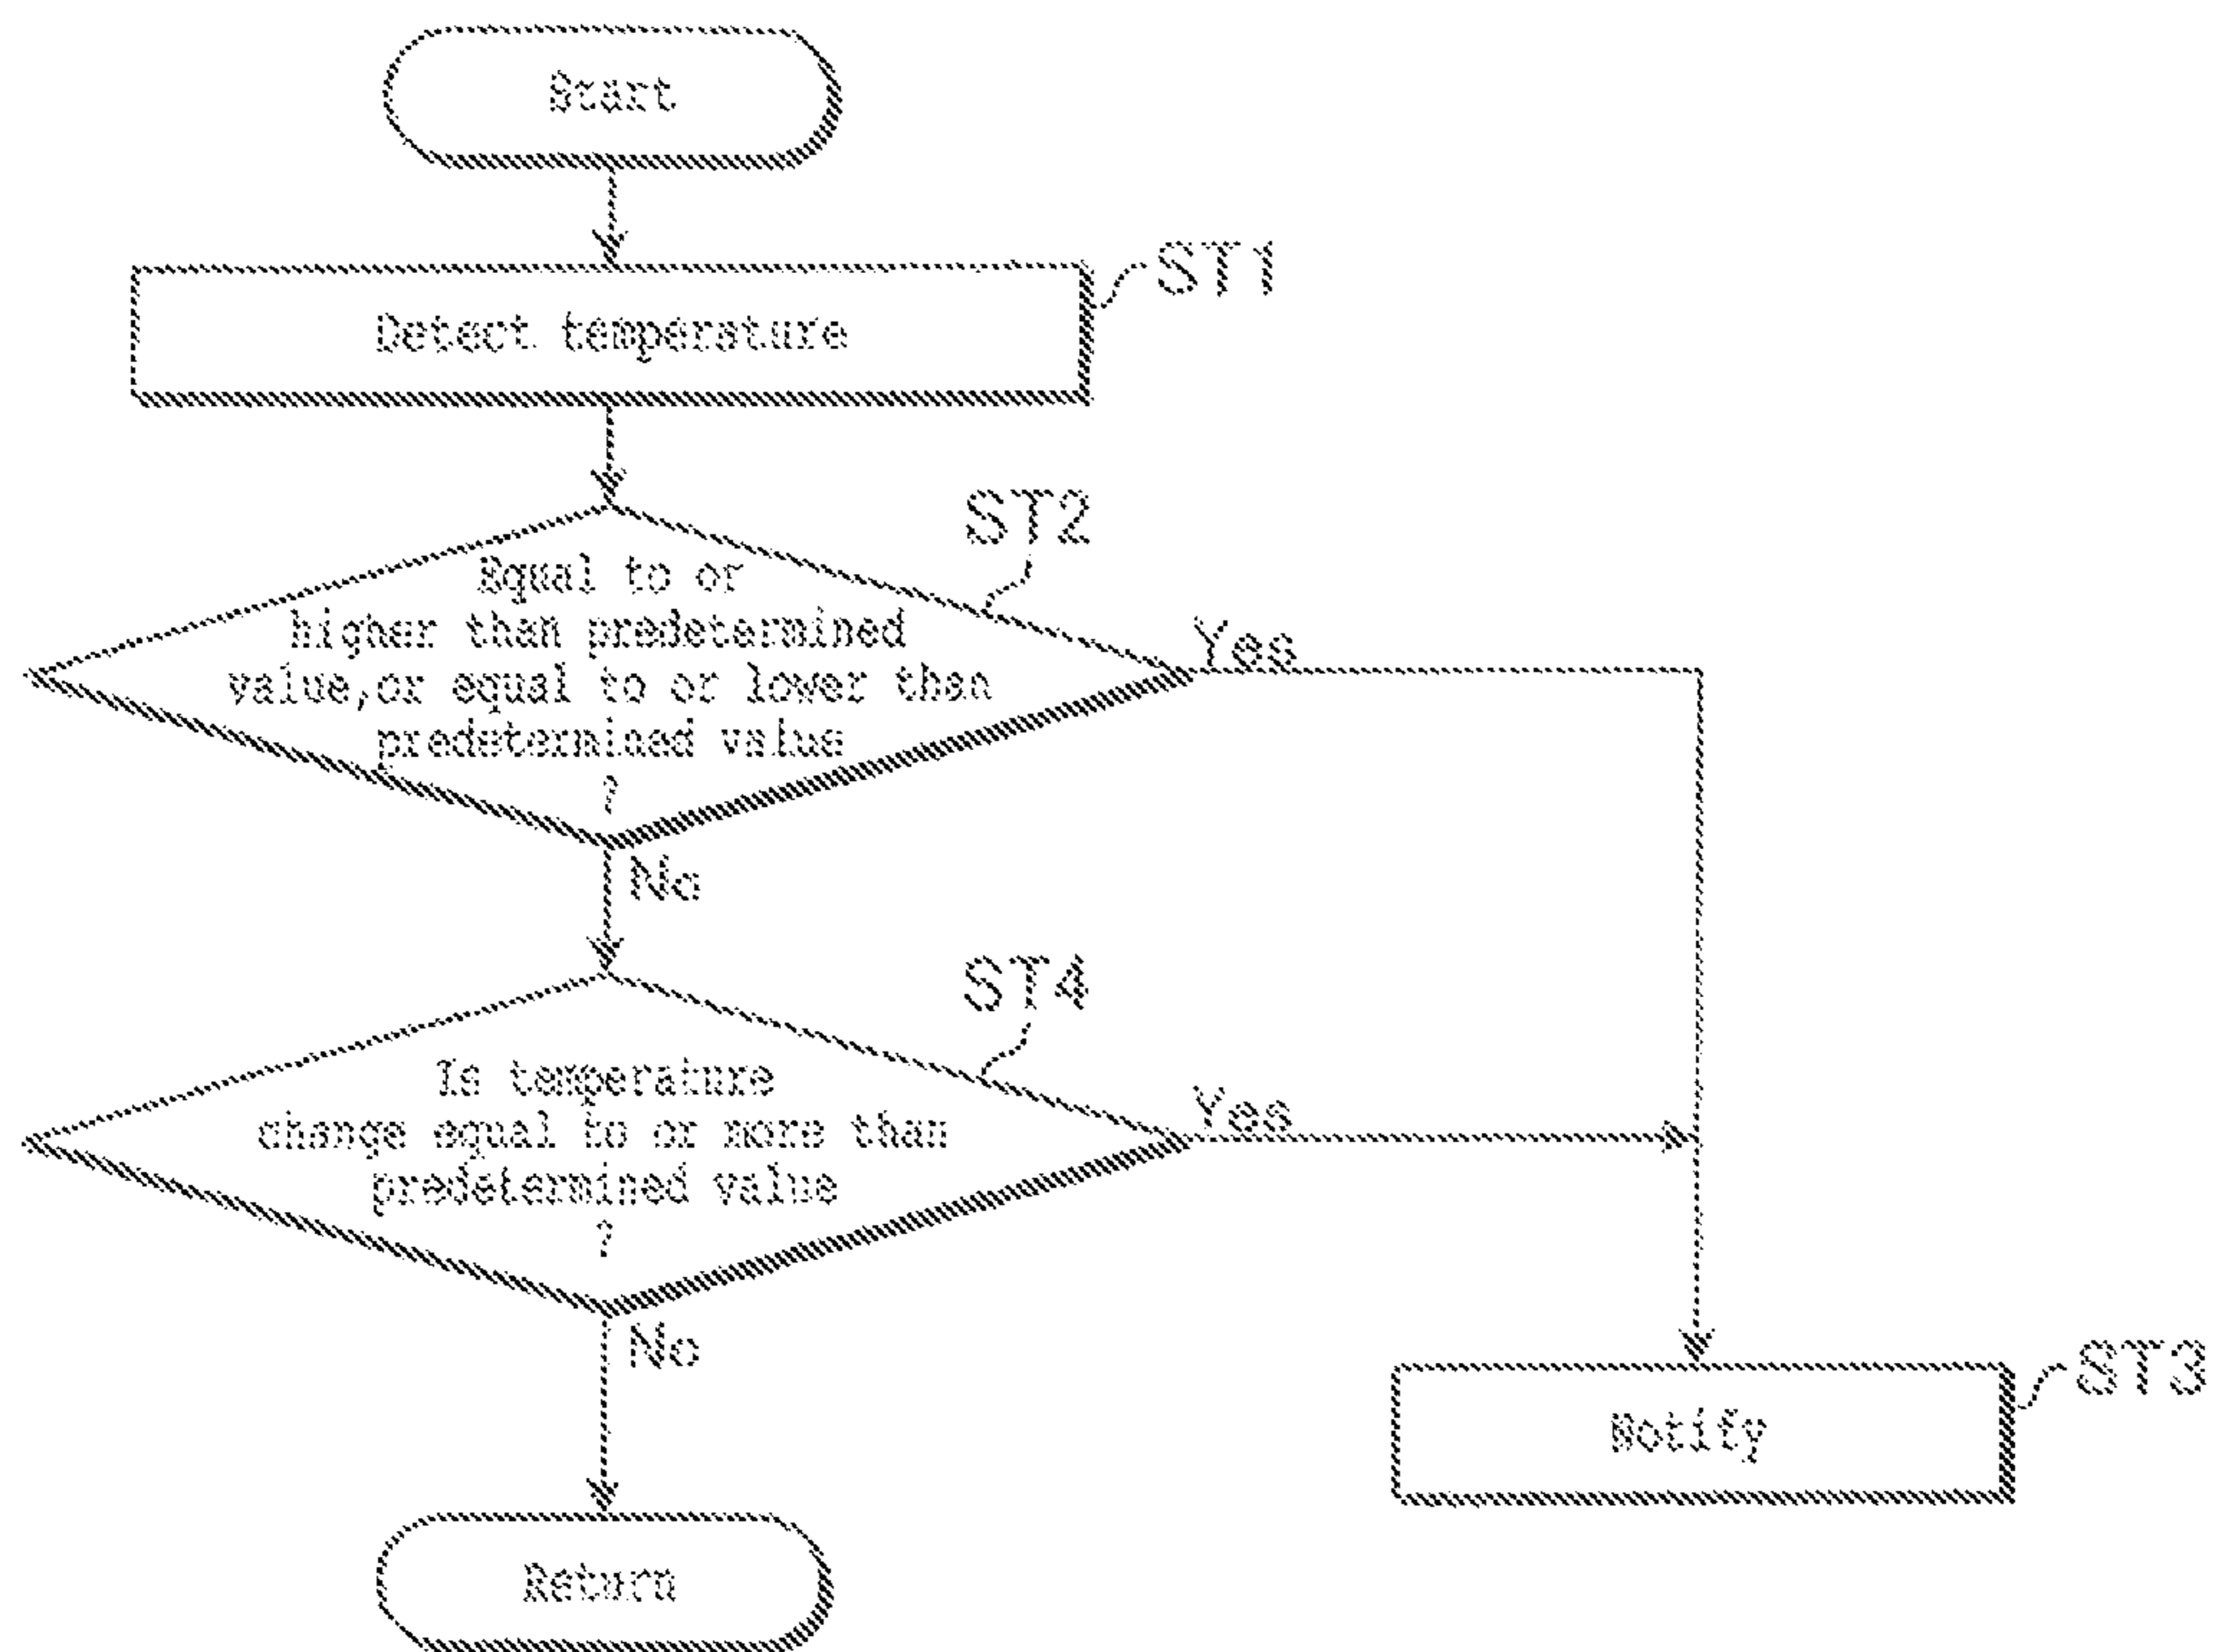 Start
ST1
Detect temperature
ST2
Equal to or
higher than predetermined
value,or equal to or lower than
predetermined value
?
Yes
No
ST4
Is temperature
change equal to or more than
predetermined value
?
Yes
No
ST3
Notify
Return